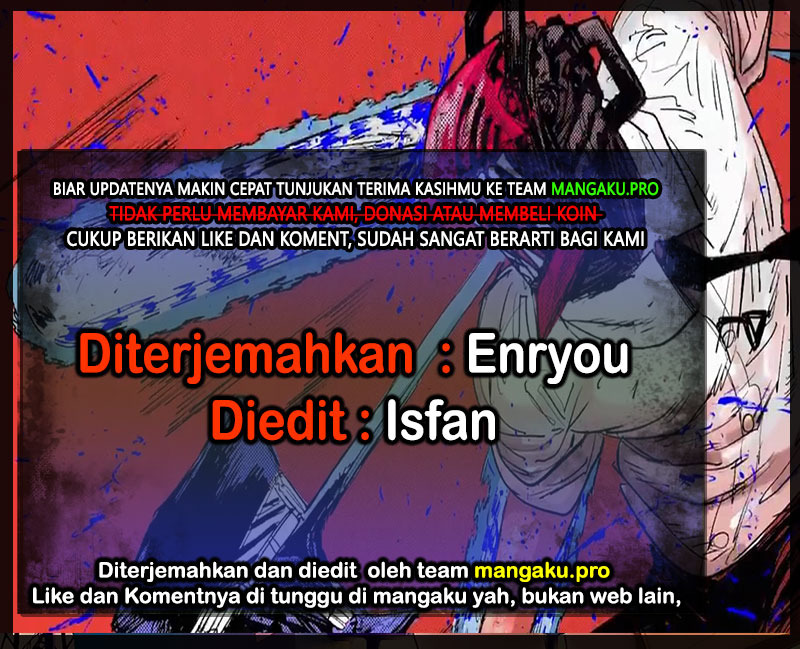 BIAR UPDATENYA MAKIN CEPAT TUNJUKAN TERIMA KASIHMU KE TEAM MANGAKU.PRO
TIDAK PERLU MEMBAYAR KAMI, DONASI ATAU MEMBELI KOIN
CUKUP BERIKAN LIKE DAN KOMENT, SUDAH SANGAT BERARTI BAGI KAMI
Diterjemahkan : Enryou
Diedit : Isfan
Diterjemahkan dan diedit oleh team mangaku.pro
Like dan Komentnya di tunggu di mangaku yah, bukan web lain,